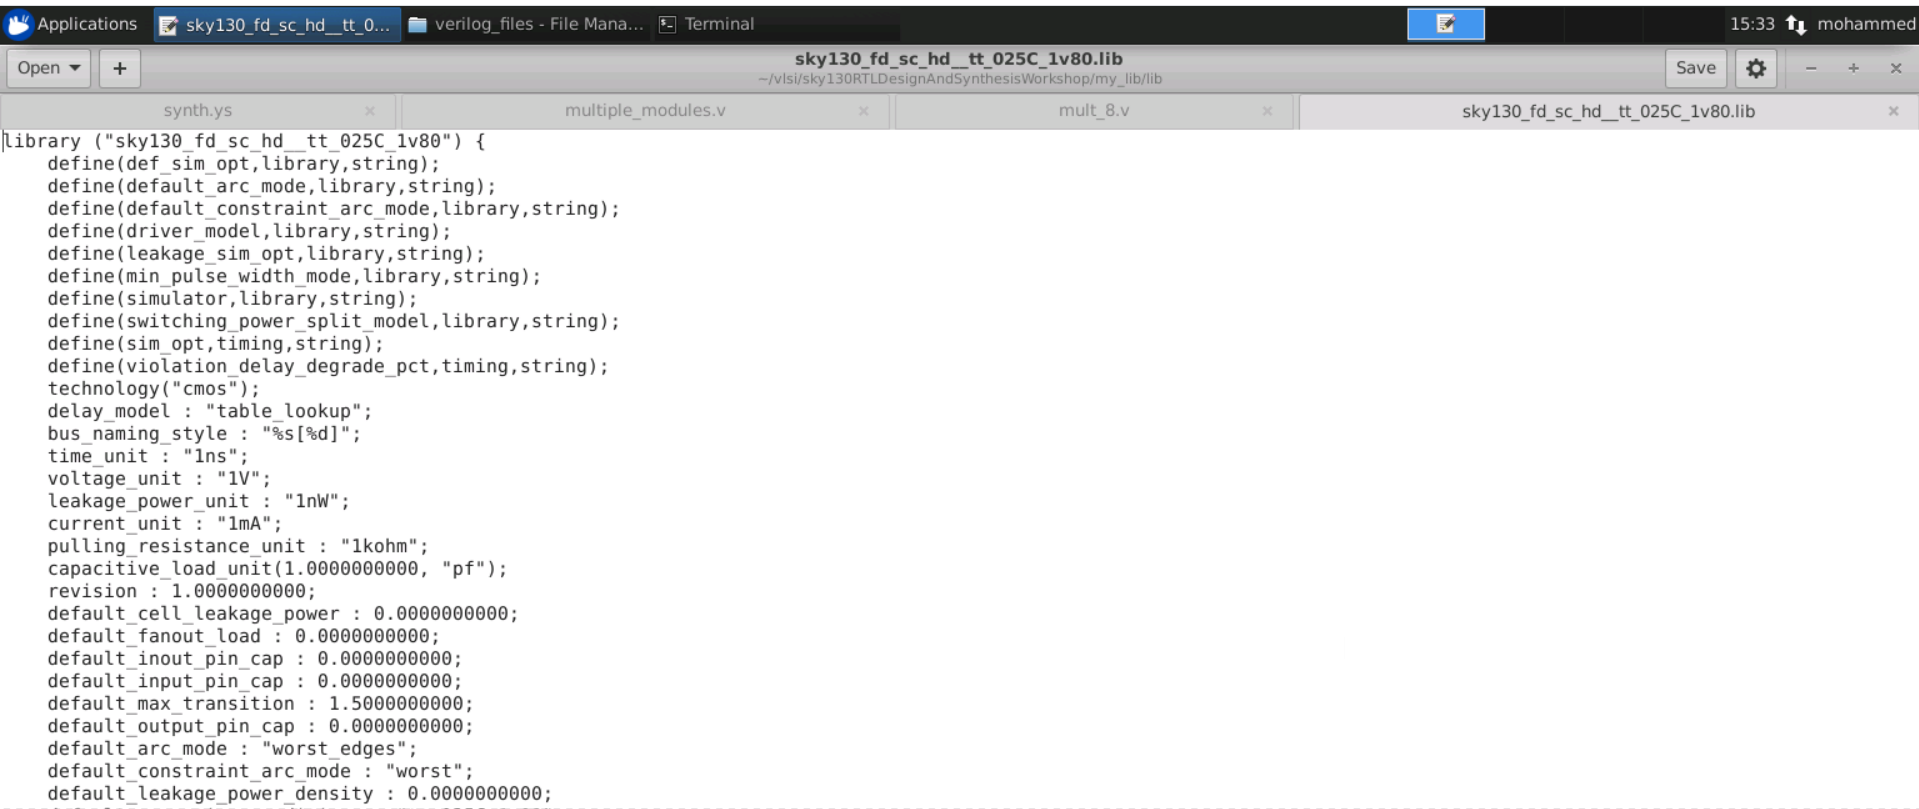 Applications sky130_fd_sc_hd__tt_0... verilog_files - File Mana... Terminal 15:33 mohammed
Open + sky130_fd_sc_hd__tt_025C_1v80.lib Save
~/vlsi/sky130RTLDesignAndSynthesisWorkshop/my_lib/lib
synth.ys × multiple_modules.v × mult_8.v × sky130_fd_sc_hd__tt_025C_1v80.lib ×
library ("sky130_fd_sc_hd__tt_025C_1v80") {
    define(def_sim_opt,library,string);
    define(default_arc_mode,library,string);
    define(default_constraint_arc_mode,library,string);
    define(driver_model,library,string);
    define(leakage_sim_opt,library,string);
    define(min_pulse_width_mode,library,string);
    define(simulator,library,string);
    define(switching_power_split_model,library,string);
    define(sim_opt,timing,string);
    define(violation_delay_degrade_pct,timing,string);
    technology("cmos");
    delay_model : "table_lookup";
    bus_naming_style : "%s[%d]";
    time_unit : "1ns";
    voltage_unit : "1V";
    leakage_power_unit : "1nW";
    current_unit : "1mA";
    pulling_resistance_unit : "1kohm";
    capacitive_load_unit(1.0000000000, "pf");
    revision : 1.0000000000;
    default_cell_leakage_power : 0.0000000000;
    default_fanout_load : 0.0000000000;
    default_inout_pin_cap : 0.0000000000;
    default_input_pin_cap : 0.0000000000;
    default_max_transition : 1.5000000000;
    default_output_pin_cap : 0.0000000000;
    default_arc_mode : "worst_edges";
    default_constraint_arc_mode : "worst";
    default_leakage_power_density : 0.0000000000;